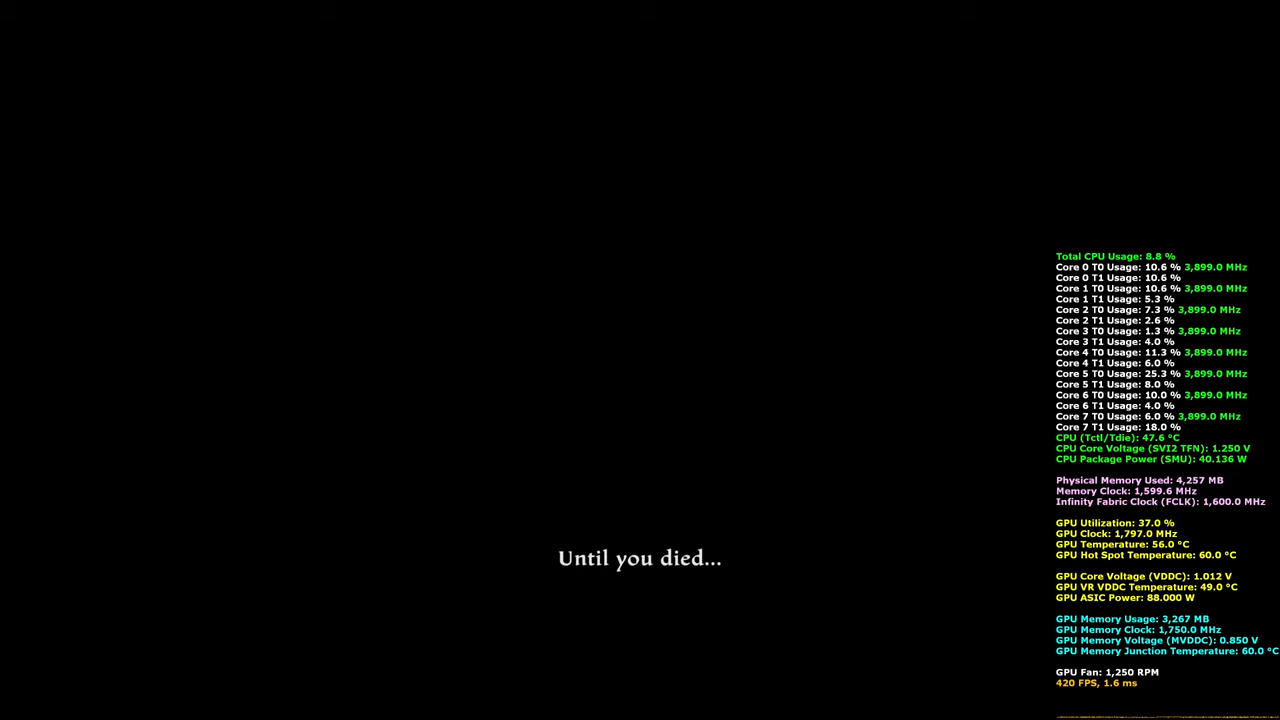 Total CPU Usage: 8.8 %
Core 0 T0 Usage: 10.6 % 3,899.0 MHz
Core 0 T1 Usage: 10.6 %
Core 1 T0 Usage: 10.6 % 3,899.0 MHz
Core 1 T1 Usage: 5.3 %
Core 2 T0 Usage: 7.3 % 3,899.0 MHz
Core 2 T1 Usage: 2.6 %
Core 3 T0 Usage: 1.3 % 3,899.0 MHz
Core 3 T1 Usage: 4.0 %
Core 4 T0 Usage: 11.3 % 3,899.0 MHz
Core 4 T1 Usage: 6.0 %
Core 5 T0 Usage: 25.3 % 3,899.0 MHz
Core 5 T1 Usage: 8.0 %
Core 6 T0 Usage: 10.0 % 3,899.0 MHz
Core 6 T1 Usage: 4.0 %
Core 7 T0 Usage: 6.0 % 3,899.0 MHz
Core 7 T1 Usage: 18.0 %
CPU (Tctl/Tdie): 47.6 °C
CPU Core Voltage (SVI2 TFN): 1.250 V
CPU Package Power (SMU): 40.136 W
Physical Memory Used: 4,257 MB
Memory Clock: 1,599.6 MHz
Infinity Fabric Clock (FCLK): 1,600.0 MHz
GPU Utilization: 37.0 %
GPU Clock: 1,797.0 MHz
GPU Temperature: 56.0 °C
GPU Hot Spot Temperature: 60.0 °C
Until you died...
GPU Core Voltage (VDDC): 1.012 V
GPU VR VDDC Temperature: 49.0 °C
GPU ASIC Power: 88.000 W
GPU Memory Usage: 3,267 MB
GPU Memory Clock: 1,750.0 MHz
GPU Memory Voltage (MVDDC): 0.850 V
GPU Memory Junction Temperature: 60.0 °C
GPU Fan: 1,250 RPM
420 FPS, 1.6 ms